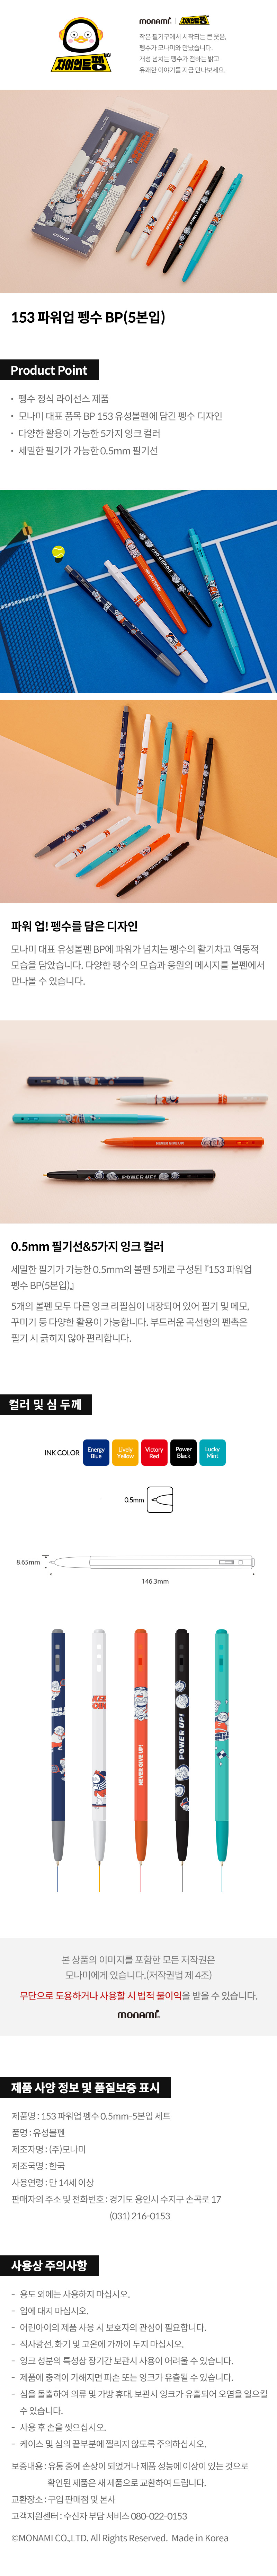 자이언트펭TV
monami | 자이언트펭TV
작은 필기구에서 시작되는 큰 웃음,
펭수가 모나미와 만났습니다.
개성 넘치는 펭수가 전하는 밝고
유쾌한 이야기를 지금 만나보세요.
153 파워업 펭수 BP(5본입)
Product Point
• 펭수 정식 라이선스 제품
• 모나미 대표 품목 BP 153 유성볼펜에 담긴 펭수 디자인
• 다양한 활용이 가능한 5가지 잉크 컬러
• 세밀한 필기가 가능한 0.5mm 필기선
파워 업! 펭수를 담은 디자인
모나미 대표 유성볼펜 BP에 파워가 넘치는 펭수의 활기차고 역동적
모습을 담았습니다. 다양한 펭수의 모습과 응원의 메시지를 볼펜에서
만나볼 수 있습니다.
NEVER GIVE UP!
POWER UP!
0.5mm 필기선&5가지 잉크 컬러
세밀한 필기가 가능한 0.5mm의 볼펜 5개로 구성된 『153 파워업
펭수 BP(5본입)』
5개의 볼펜 모두 다른 잉크 리필심이 내장되어 있어 필기 및 메모,
꾸미기 등 다양한 활용이 가능합니다. 부드러운 곡선형의 펜촉은
필기 시 긁히지 않아 편리합니다.
컬러 및 심 두께
INK COLOR Energy Blue Lively Yellow Victory Red Power Black Lucky Mint
0.5mm
8.65mm
146.3mm
NEVER GIVE UP!
POWER UP!
본 상품의 이미지를 포함한 모든 저작권은
모나미에게 있습니다.(저작권법 제 4조)
무단으로 도용하거나 사용할 시 법적 불이익을 받을 수 있습니다.
monami
제품 사양 정보 및 품질보증 표시
제품명 : 153 파워업 펭수 0.5mm-5본입 세트
품명 : 유성볼펜
제조자명 : (주)모나미
제조국명 : 한국
사용연령 : 만 14세 이상
판매자의 주소 및 전화번호 : 경기도 용인시 수지구 손곡로 17
(031) 216-0153
사용상 주의사항
- 용도 외에는 사용하지 마십시오.
- 입에 대지 마십시오.
- 어린아이의 제품 사용 시 보호자의 관심이 필요합니다.
- 직사광선, 화기 및 고온에 가까이 두지 마십시오.
- 잉크 성분의 특성상 장기간 보관시 사용이 어려울 수 있습니다.
- 제품에 충격이 가해지면 파손 또는 잉크가 유출될 수 있습니다.
- 심을 돌출하여 의류 및 가방 휴대, 보관시 잉크가 유출되어 오염을 일으킬
수 있습니다.
- 사용 후 손을 씻으십시오.
- 케이스 및 심의 끝부분에 찔리지 않도록 주의하십시오.
보증내용 : 유통 중에 손상이 되었거나 제품 성능에 이상이 있는 것으로
확인된 제품은 새 제품으로 교환하여 드립니다.
교환장소 : 구입 판매점 및 본사
고객지원센터 : 수신자 부담 서비스 080-022-0153
©MONAMI CO.,LTD. All Rights Reserved. Made in Korea